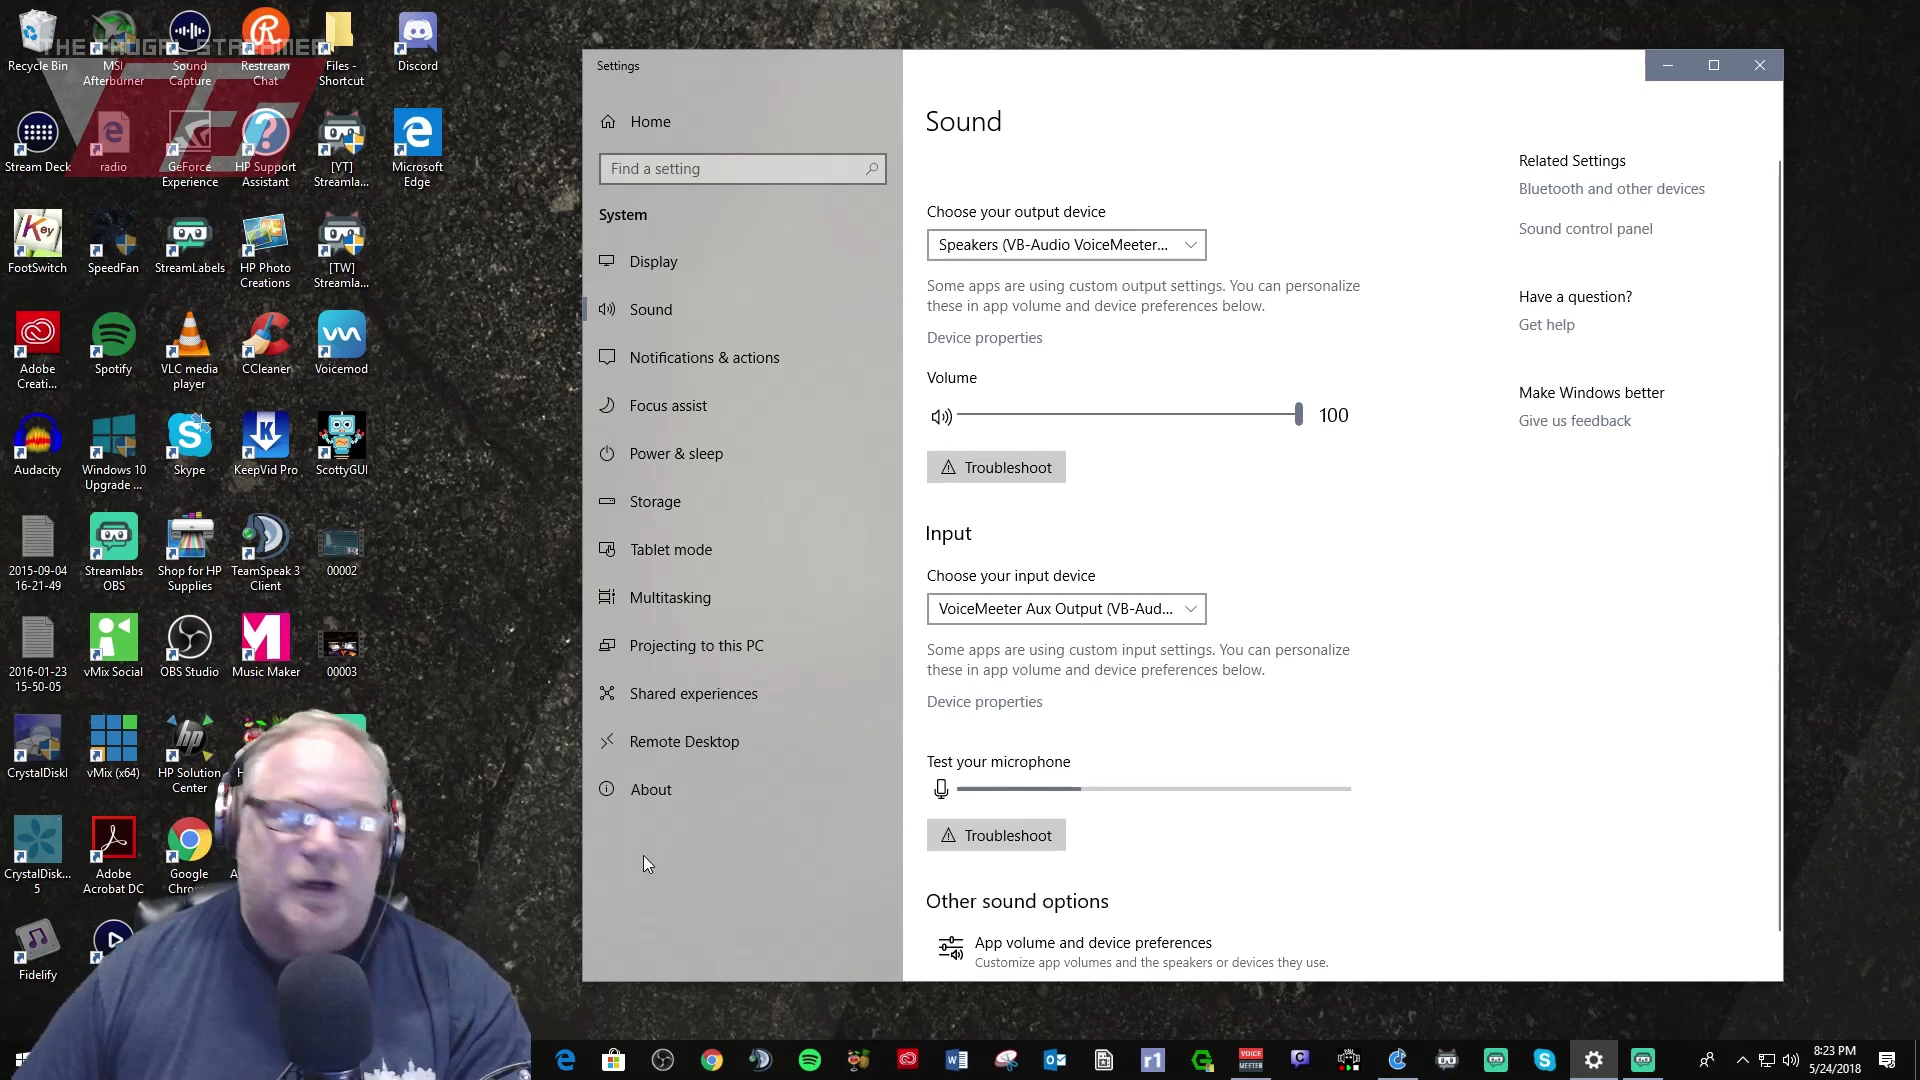 THE FRUGAL STREAMER
Recycle Bin
MSI
Afterburner
Sound
Capture
Restream
Chat
Files -
Shortcut
Discord
Stream Deck
radio
GeForce
Experience
HP Support
Assistant
[YT]
Streamla...
Microsoft
Edge
Key
FootSwitch
SpeedFan
StreamLabels
HP Photo
Creations
[TW]
Streamla...
Adobe
Creati...
Spotify
VLC media
player
CCleaner
Voicemod
Audacity
Windows 10
Upgrade ...
Skype
KeepVid Pro
ScottyGUI
2015-09-04
16-21-49
Streamlabs
OBS
Shop for HP
Supplies
TeamSpeak 3
Client
00002
2016-01-23
15-50-05
vMix Social
OBS Studio
Music Maker
00003
CrystalDiskI
vMix (x64)
HP Solution
Center
CrystalDisk...
5
Adobe
Acrobat DC
Google
Chro
Fidelify
Settings
Home
Find a setting
System
Display
Sound
Notifications & actions
Focus assist
Power & sleep
Storage
Tablet mode
Multitasking
Projecting to this PC
Shared experiences
Remote Desktop
About
Sound
Choose your output device
Speakers (VB-Audio VoiceMeeter...
Some apps are using custom output settings. You can personalize
these in app volume and device preferences below.
Device properties
Volume
100
Troubleshoot
Input
Choose your input device
VoiceMeeter Aux Output (VB-Aud...
Some apps are using custom input settings. You can personalize
these in app volume and device preferences below.
Device properties
Test your microphone
Troubleshoot
Other sound options
App volume and device preferences
Customize app volumes and the speakers or devices they use.
Related Settings
Bluetooth and other devices
Sound control panel
Have a question?
Get help
Make Windows better
Give us feedback
VOICE
MEETER
8:23 PM
5/24/2018